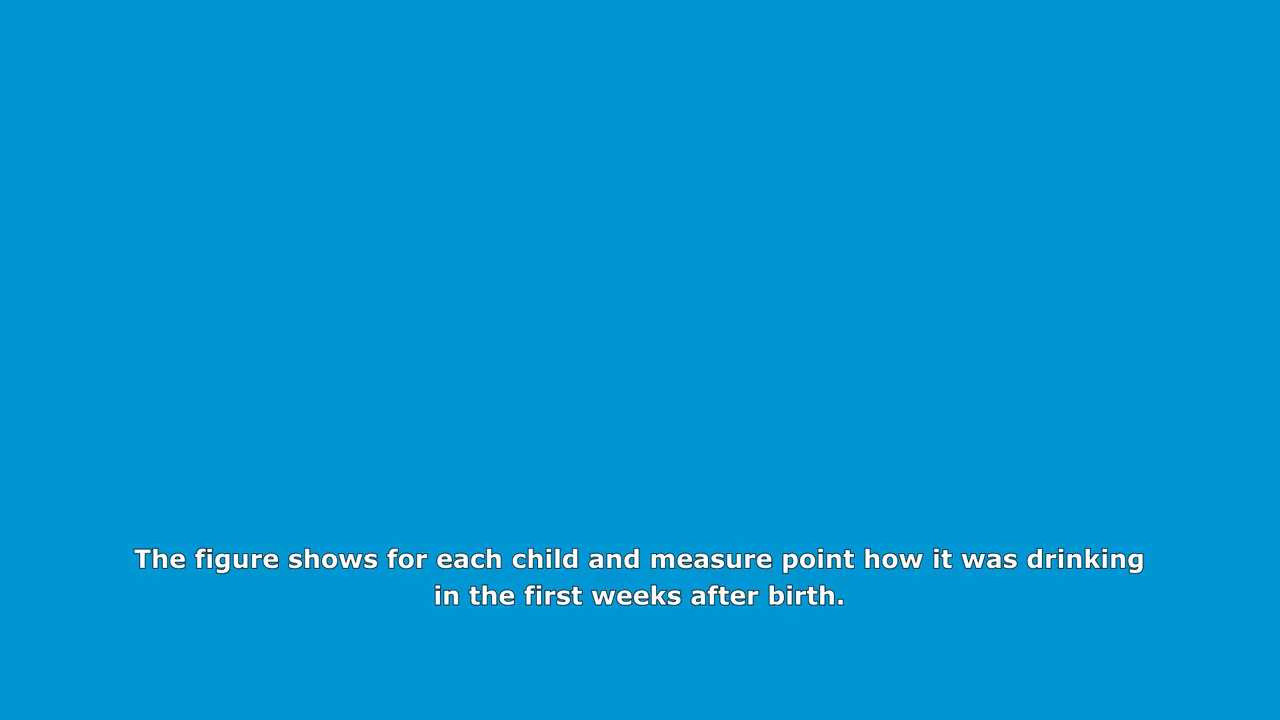 The figure shows for each child and measure point how it was drinking
in the first weeks after birth.